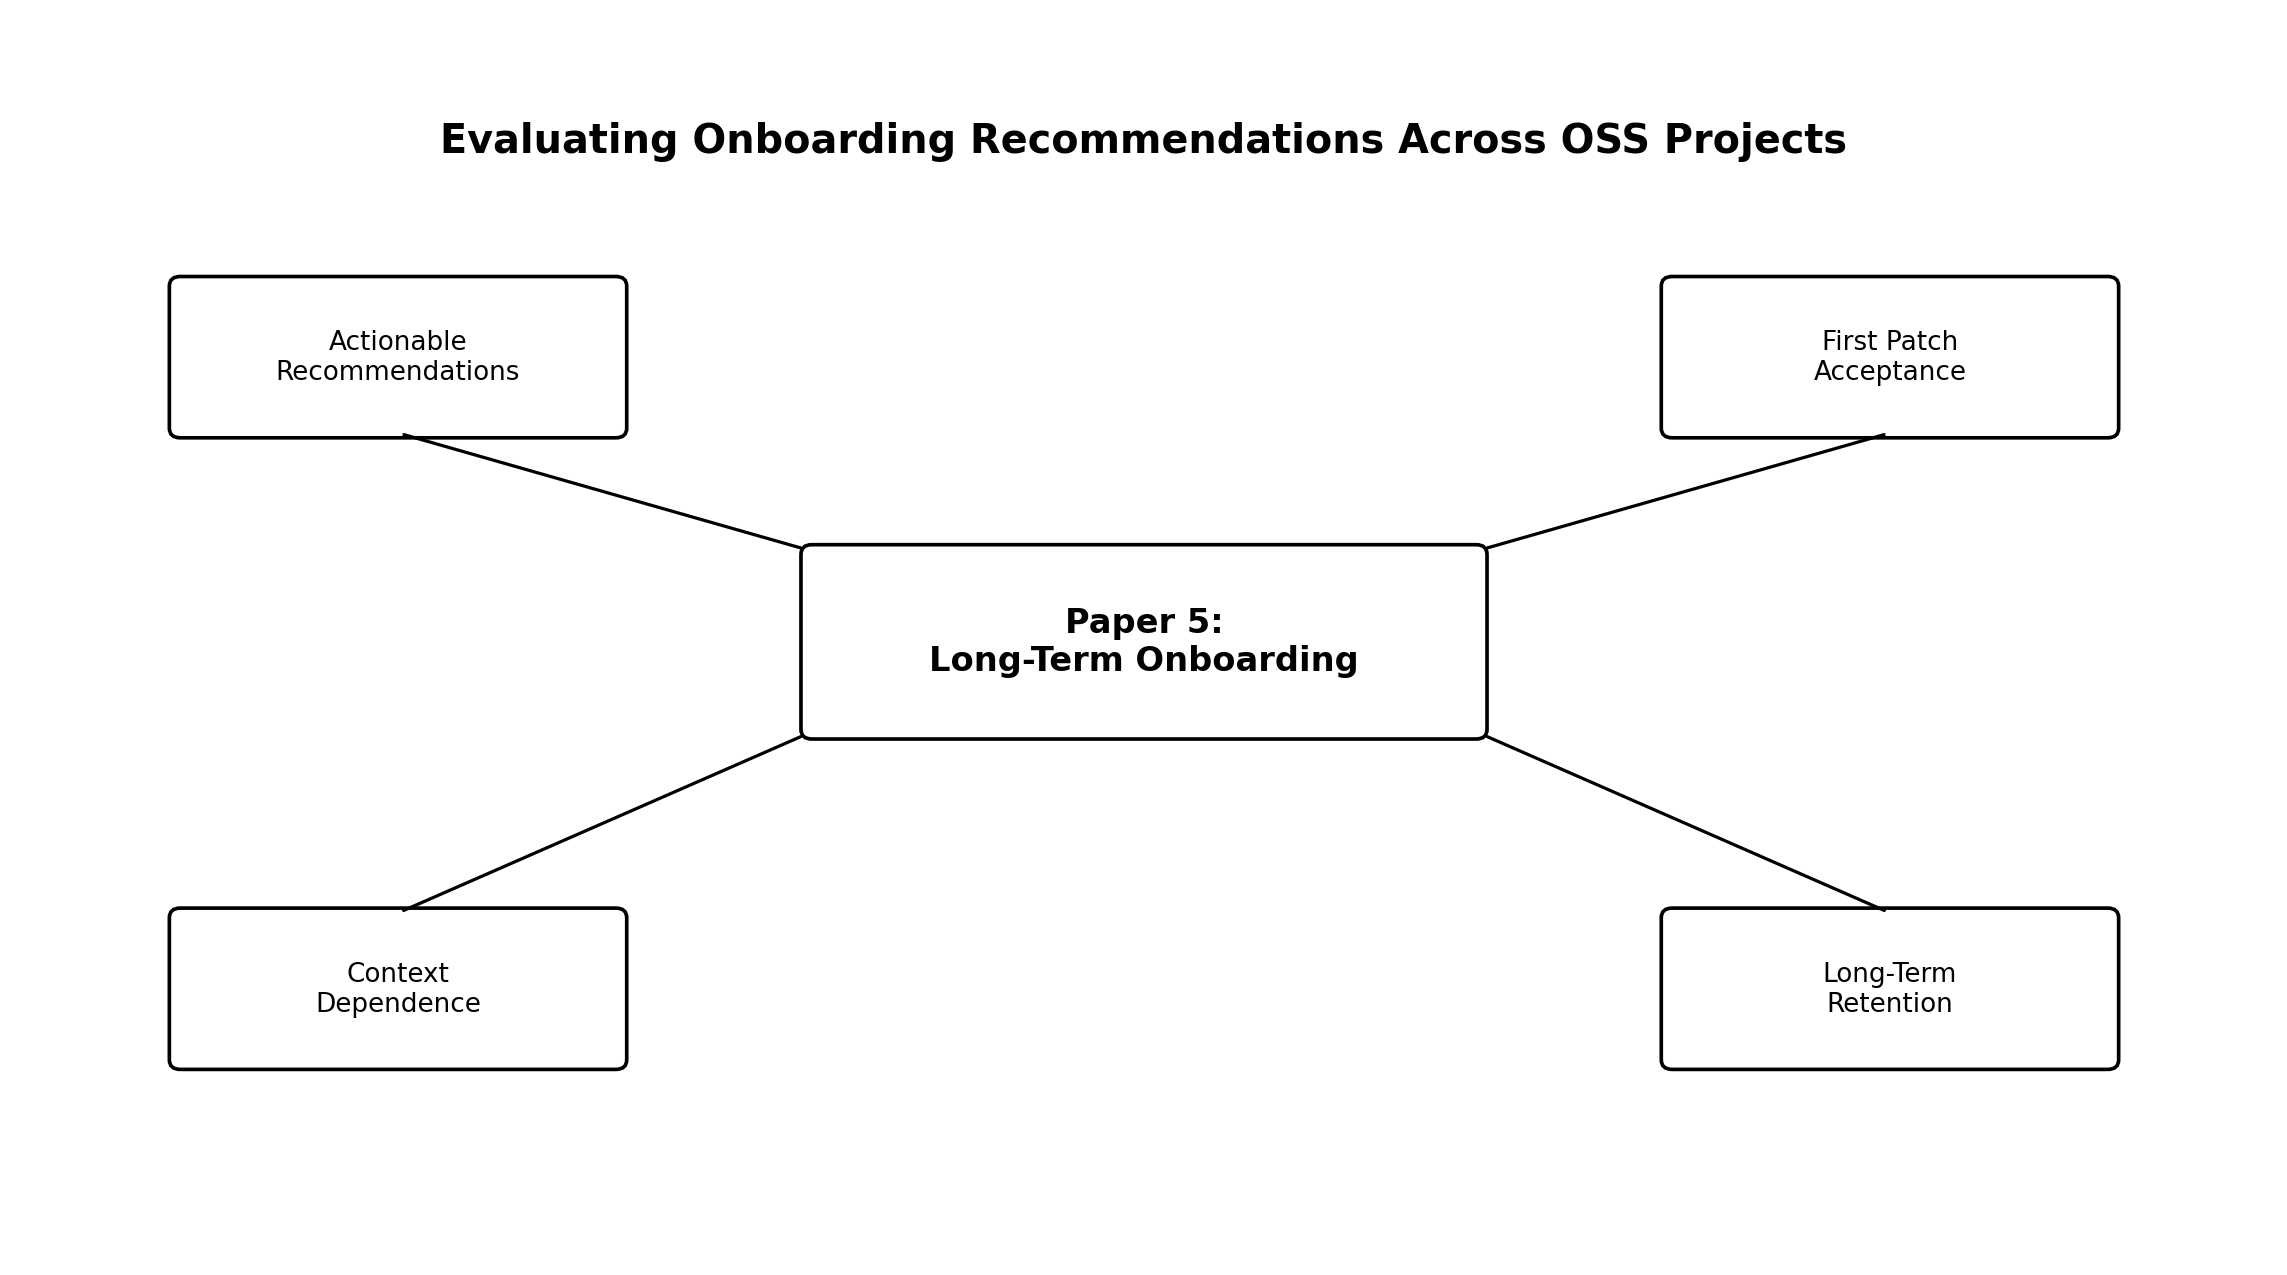 Evaluating Onboarding Recommendations Across OSS Projects
Actionable
Recommendations
First Patch
Acceptance
Paper 5:
Long-Term Onboarding
Context
Dependence
Long-Term
Retention